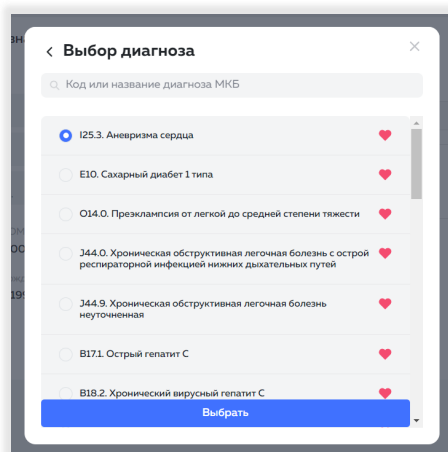 Выбор диагноза
Код или название диагноза МКБ
I25.3. Аневризма сердца
E10. Сахарный диабет 1 типа
O14.0. Преэклампсия от легкой до средней степени тяжести
J44.0. Хроническая обструктивная легочная болезнь с острой
респираторной инфекцией нижних дыхательных путей
J44.9. Хроническая обструктивная легочная болезнь
неуточненная
B17.1. Острый гепатит C
B18.2. Хронический вирусный гепатит C
Выбрать